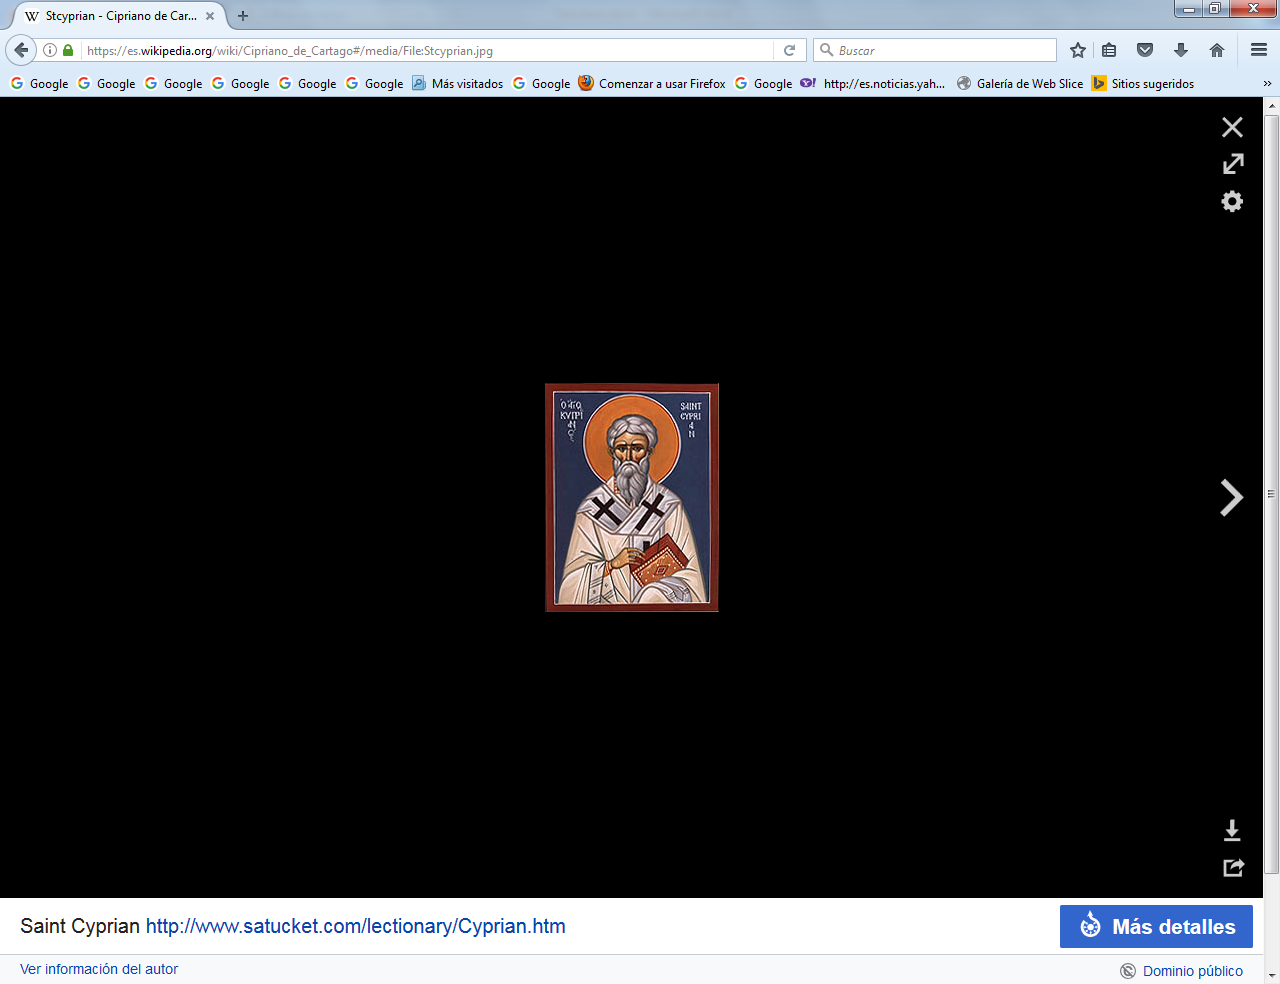 Stcyprian - Cipriano de Car...
https://es.wikipedia.org/wiki/Cipriano_de_Cartago#/media/File:Stcyprian.jpg
Buscar
Google Google Google Google Google Google Más visitados Google Comenzar a usar Firefox Google http://es.noticias.yah... Galería de Web Slice Sitios sugeridos »
SAINT
CYPRI
A
N
Saint Cyprian http://www.satucket.com/lectionary/Cyprian.htm
Más detalles
Ver información del autor
Dominio público